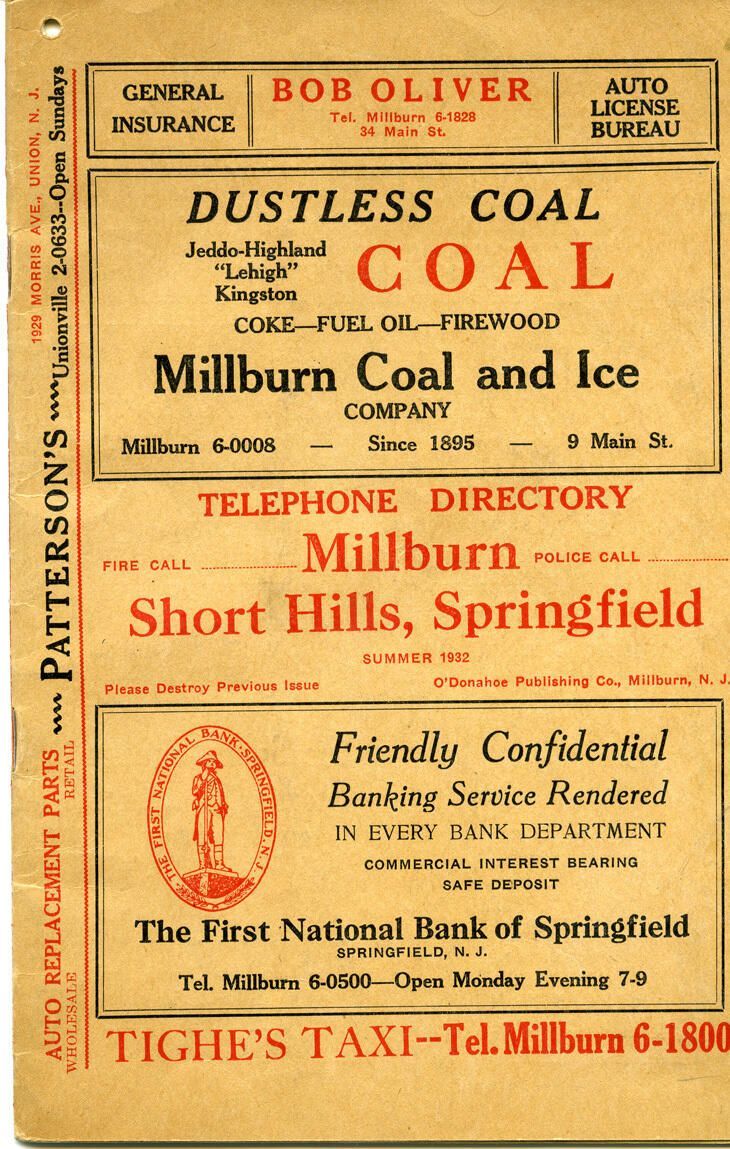 GENERAL
INSURANCE
BOB OLIVER
Tel. Millburn 6-1828
34 Main St.
AUTO
LICENSE
BUREAU
DUSTLESS COAL
Jeddo-Highland
"Lehigh"
Kingston
COAL
COKE—FUEL OIL—FIREWOOD
Millburn Coal and Ice
COMPANY
Millburn 6-0008 — Since 1895 — 9 Main St.
TELEPHONE DIRECTORY
FIRE CALL ........................ Millburn POLICE CALL ........................
Short Hills, Springfield
SUMMER 1932
Please Destroy Previous Issue O'Donahoe Publishing Co., Millburn, N. J.
THE FIRST NATIONAL BANK · SPRINGFIELD, N. J.
Friendly Confidential
Banking Service Rendered
IN EVERY BANK DEPARTMENT
COMMERCIAL INTEREST BEARING
SAFE DEPOSIT
The First National Bank of Springfield
SPRINGFIELD, N. J.
Tel. Millburn 6-0500—Open Monday Evening 7-9
TIGHE'S TAXI--Tel. Millburn 6-1800
AUTO REPLACEMENT PARTS
WHOLESALE RETAIL
PATTERSON'S
1929 MORRIS AVE., UNION, N. J.
Unionville 2-0633--Open Sundays